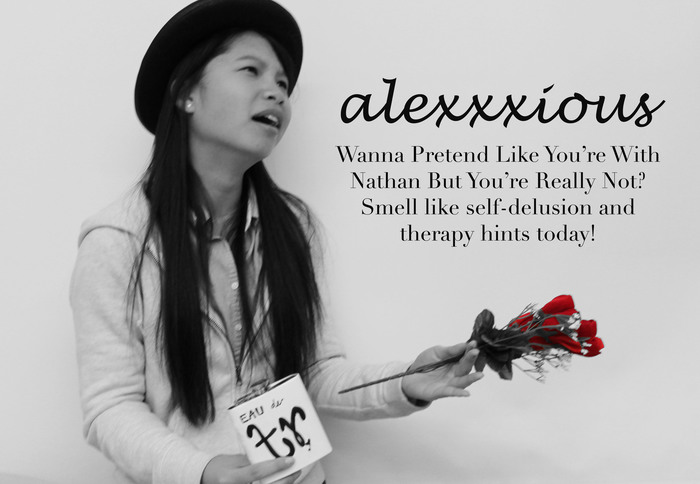 alexxxious
Wanna Pretend Like You're With
Nathan But You're Really Not?
Smell like self-delusion and
therapy hints today!
EAU de